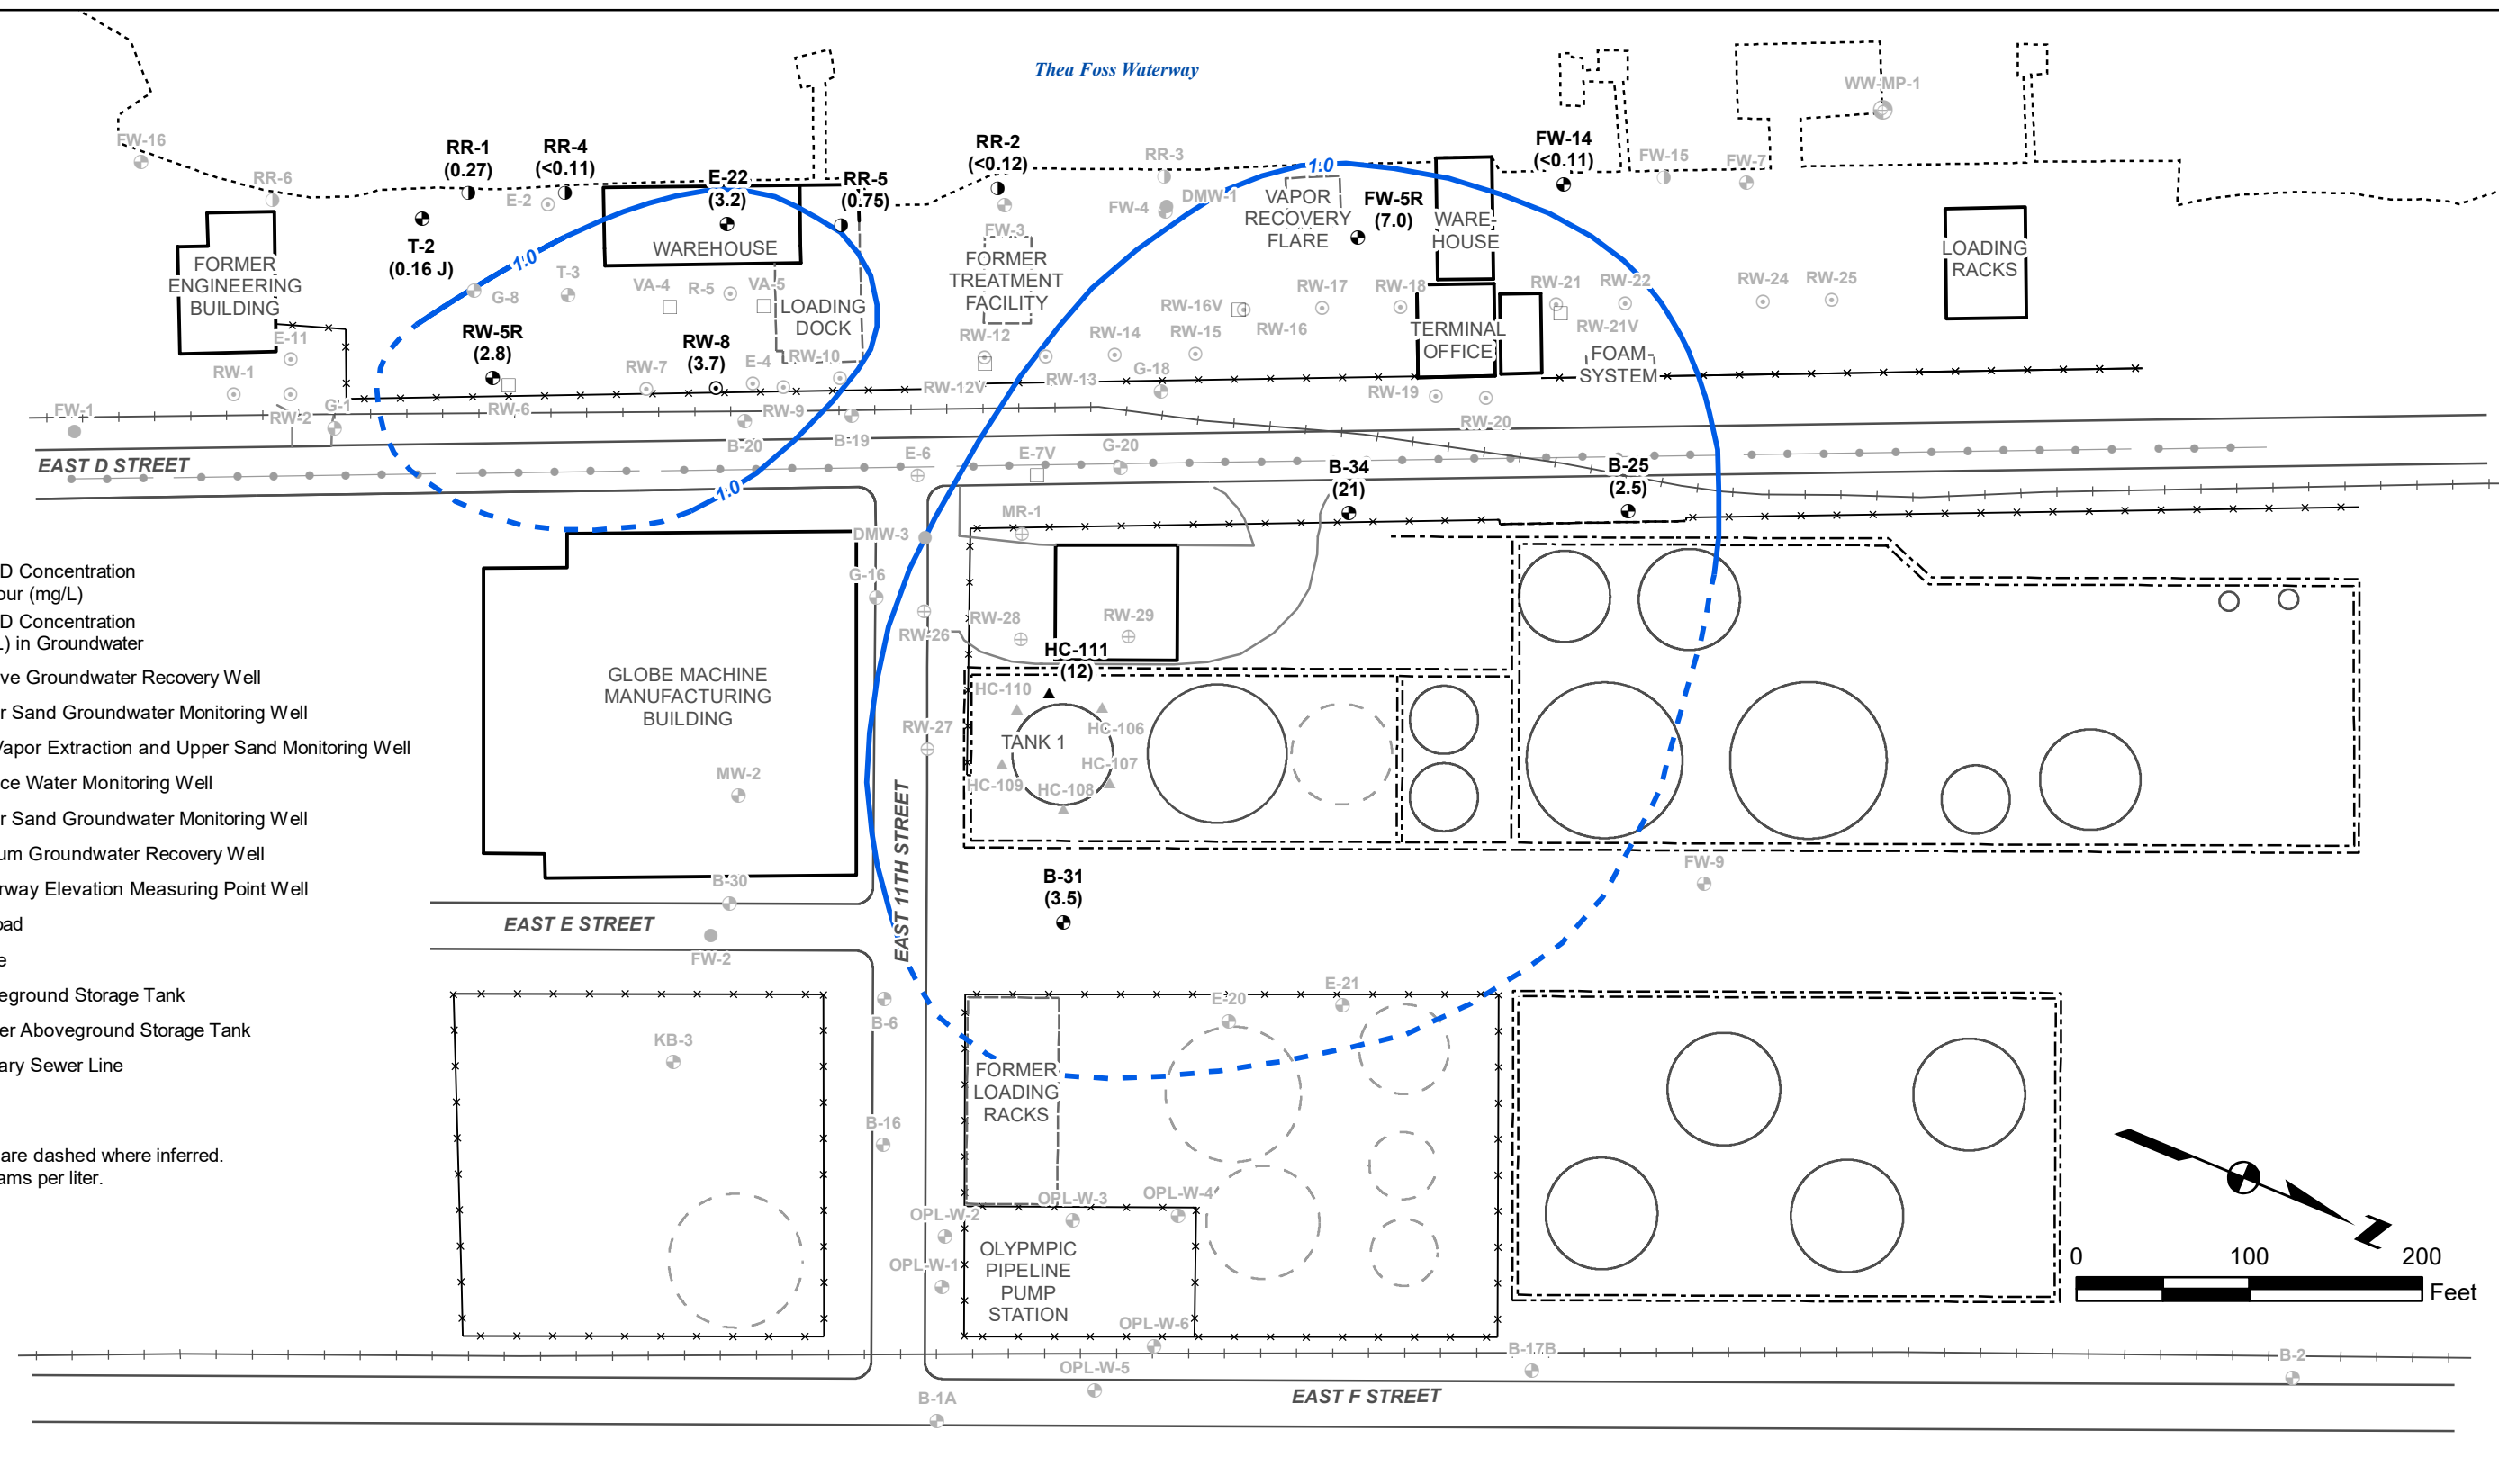 Thea Foss Waterway
WW-MP-1
FW-16
RR-1
(0.27)
RR-4
(<0.11)
RR-2
(<0.12)
RR-3
FW-14
(<0.11)
FW-15
FW-7
RR-6
E-2
E-22
(3.2)
RR-5
(0.75)
1.0
DMW-1
FW-4
FW-3
VAPOR
RECOVERY
FLARE
FW-5R
(7.0)
WARE-
HOUSE
T-2
(0.16 J)
WAREHOUSE
1.0
FORMER
ENGINEERING
BUILDING
FORMER
TREATMENT
FACILITY
LOADING
RACKS
G-8
T-3
VA-4
R-5
VA-5
LOADING
DOCK
RW-16V
RW-16
RW-17
RW-18
RW-21
RW-22
RW-21V
RW-24
RW-25
E-11
RW-1
RW-5R
(2.8)
RW-8
(3.7)
RW-7
E-4
RW-10
RW-12
RW-14
RW-15
TERMINAL
OFFICE
FOAM
SYSTEM
FW-1
RW-2
G-1
RW-6
RW-9
RW-12V
RW-13
G-18
RW-19
RW-20
B-20
B-19
EAST D STREET
E-6
E-7V
G-20
1.0
B-34
(21)
B-25
(2.5)
MR-1
DMW-3
G-16
D Concentration
our (mg/L)
D Concentration
L) in Groundwater
ve Groundwater Recovery Well
r Sand Groundwater Monitoring Well
Vapor Extraction and Upper Sand Monitoring Well
ce Water Monitoring Well
r Sand Groundwater Monitoring Well
um Groundwater Recovery Well
rway Elevation Measuring Point Well
oad
e
eground Storage Tank
er Aboveground Storage Tank
ary Sewer Line
are dashed where inferred.
ams per liter.
RW-26
RW-28
RW-29
HC-111
(12)
HC-110
HC-106
TANK 1
HC-107
HC-109
HC-108
RW-27
GLOBE MACHINE
MANUFACTURING
BUILDING
MW-2
EAST 11TH STREET
B-30
B-31
(3.5)
FW-9
EAST E STREET
FW-2
B-6
E-20
E-21
KB-3
FORMER
LOADING
RACKS
B-16
OPL-W-3
OPL-W-4
OPL-W-2
OPL-W-1
OLYPMPIC
PIPELINE
PUMP
STATION
OPL-W-6
OPL-W-5
B-17B
B-2
B-1A
EAST F STREET
Z
0 100 200
Feet